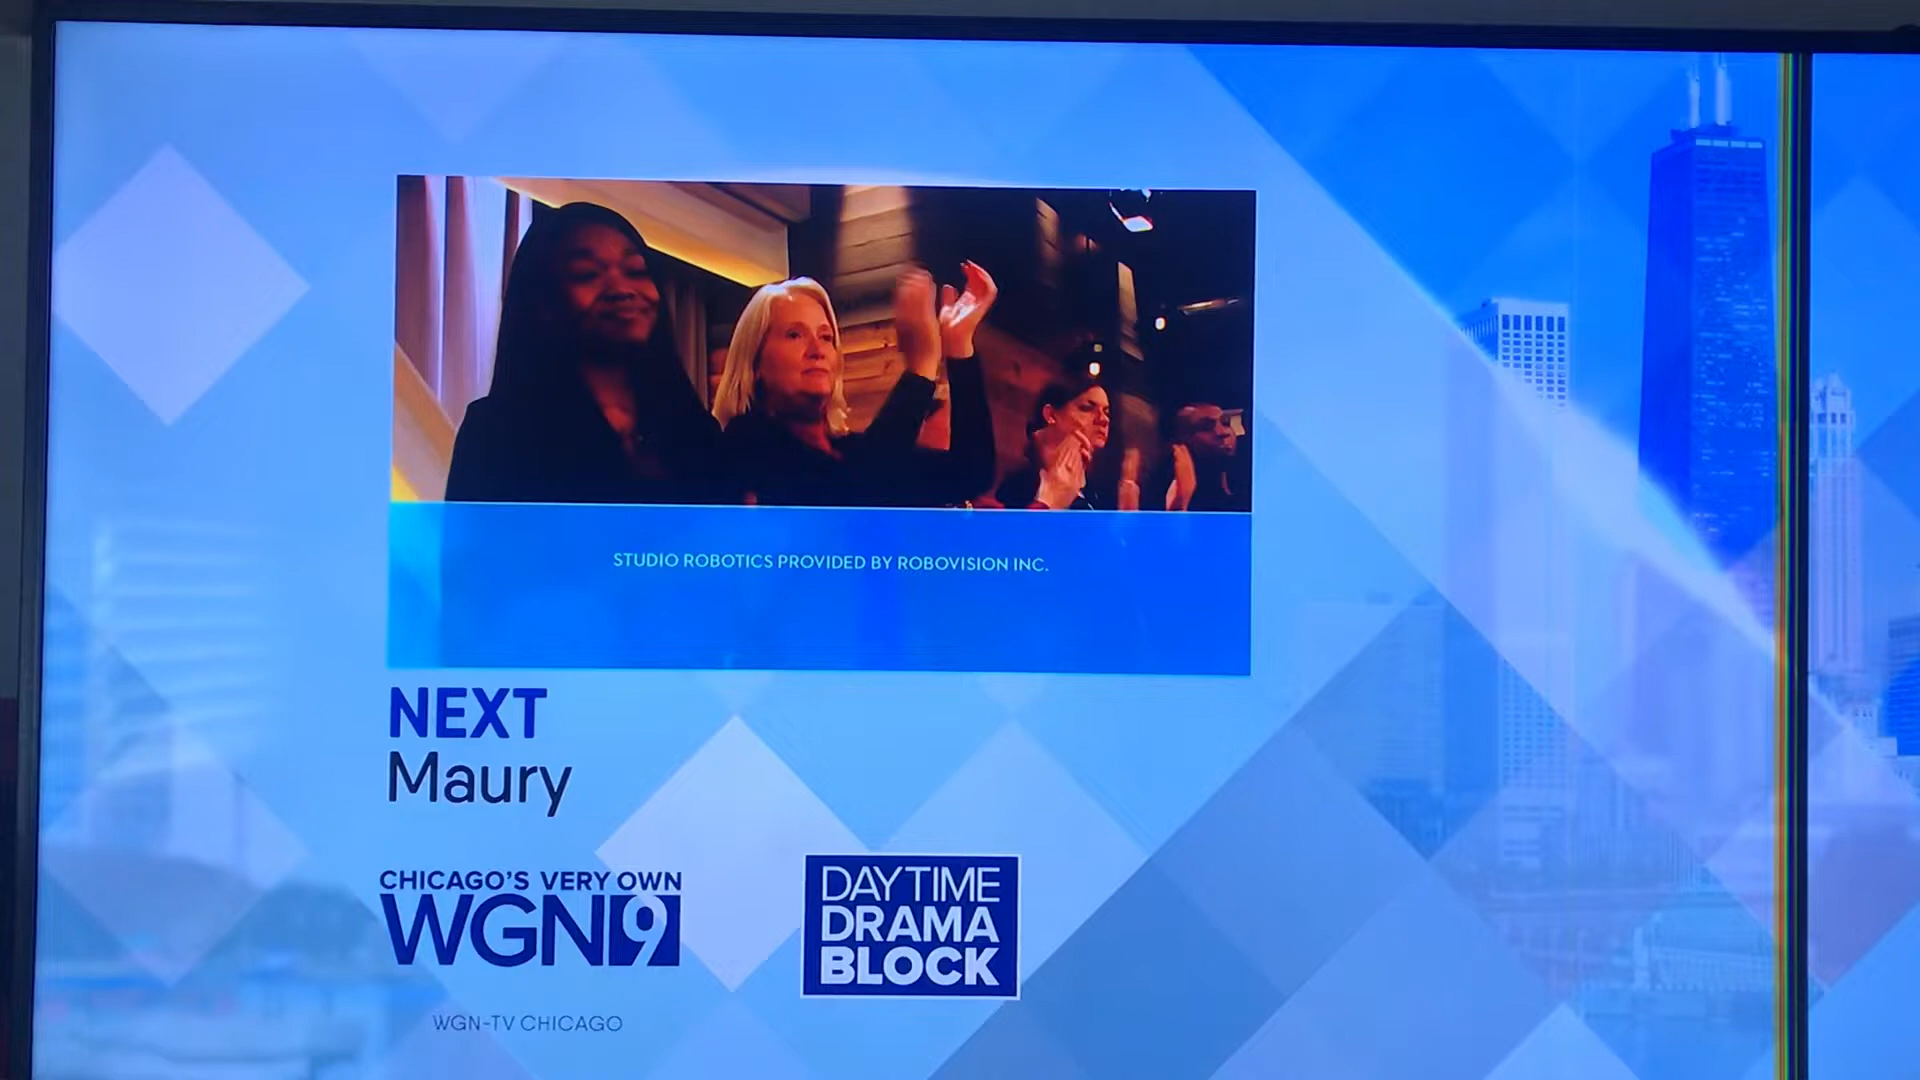 STUDIO ROBOTICS PROVIDED BY ROBOVISION INC.
NEXT
Maury
CHICAGO'S VERY OWN
WGN9
WGN-TV CHICAGO
DAYTIME
DRAMA
BLOCK